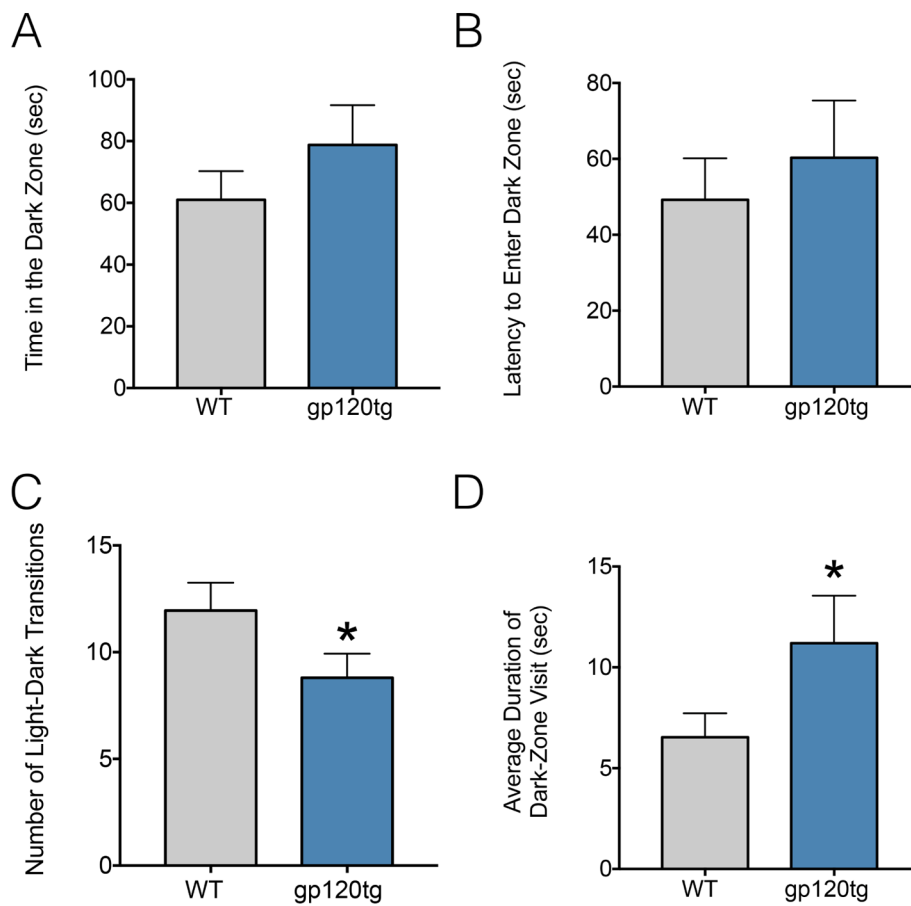 A
Time in the Dark Zone (sec)
100
80
60
40
20
0
WT gp120tg
B
Latency to Enter Dark Zone (sec)
80
60
40
20
0
WT gp120tg
C
Number of Light-Dark Transitions
15
10
5
0
*
WT gp120tg
D
Average Duration of
Dark-Zone Visit (sec)
15
10
5
0
*
WT gp120tg